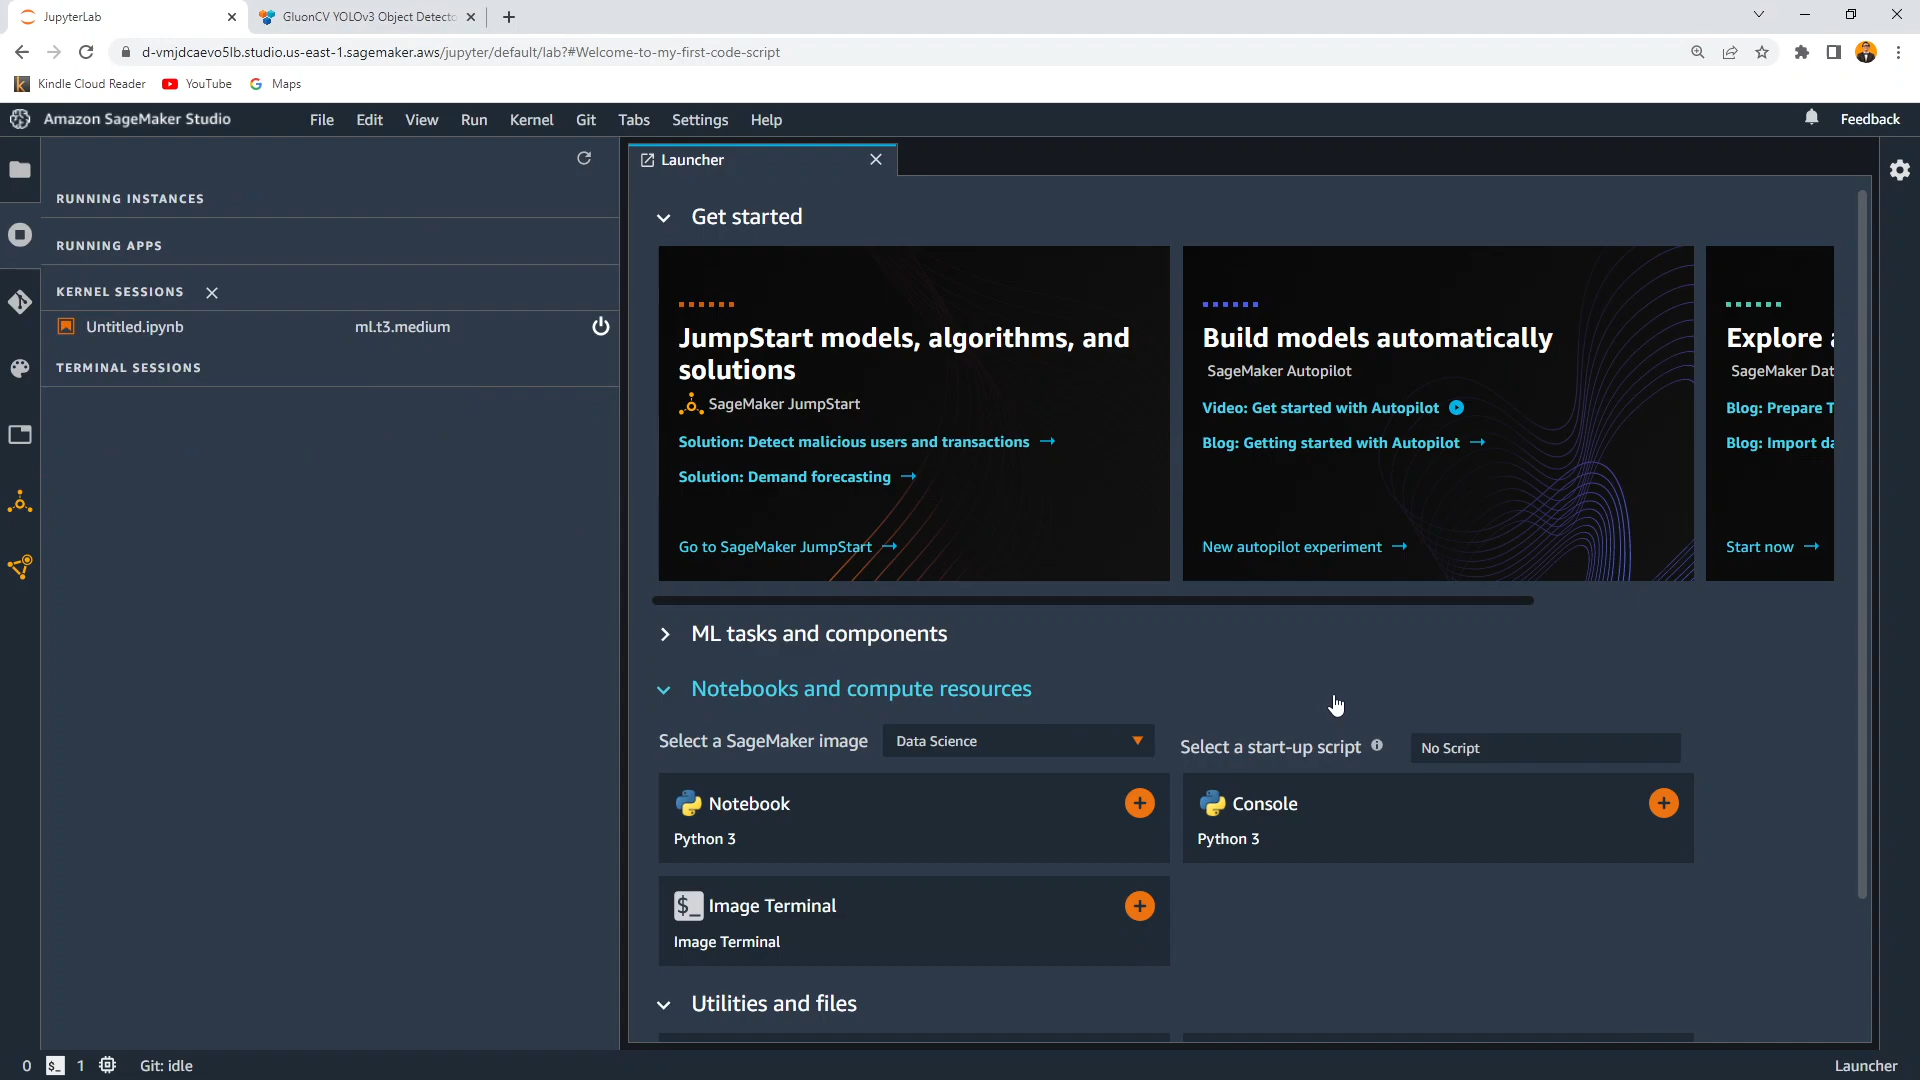 JupyterLab
GluonCV YOLOv3 Object Detecto
d-vmjdcaevo5lb.studio.us-east-1.sagemaker.aws/jupyter/default/lab?#Welcome-to-my-first-code-script
Kindle Cloud Reader
YouTube
Maps
Amazon SageMaker Studio
File
Edit
View
Run
Kernel
Git
Tabs
Settings
Help
Feedback
RUNNING INSTANCES
RUNNING APPS
KERNEL SESSIONS
Untitled.ipynb
ml.t3.medium
TERMINAL SESSIONS
Launcher
Get started
JumpStart models, algorithms, and
solutions
SageMaker JumpStart
Solution: Detect malicious users and transactions
Solution: Demand forecasting
Go to SageMaker JumpStart
Build models automatically
SageMaker Autopilot
Video: Get started with Autopilot
Blog: Getting started with Autopilot
New autopilot experiment
Explore a
SageMaker Dat
Blog: Prepare T
Blog: Import da
Start now
ML tasks and components
Notebooks and compute resources
Select a SageMaker image
Data Science
Select a start-up script
No Script
Notebook
Python 3
Console
Python 3
$_ Image Terminal
Image Terminal
Utilities and files
0 $_ 1
Git: idle
Launcher